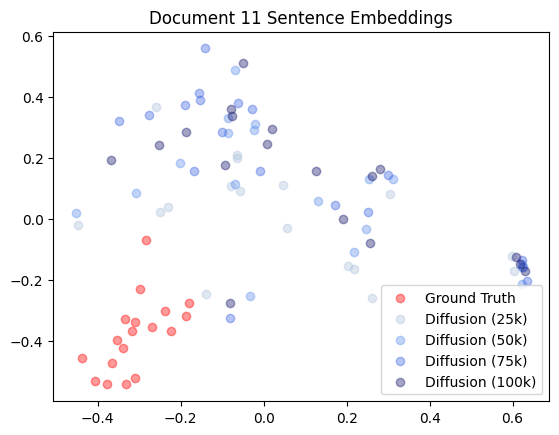 Document 11 Sentence Embeddings
0.6
0.4
0.2
0.0
−0.2
−0.4
−0.4
−0.2
0.0
0.2
0.4
0.6
Ground Truth
Diffusion (25k)
Diffusion (50k)
Diffusion (75k)
Diffusion (100k)